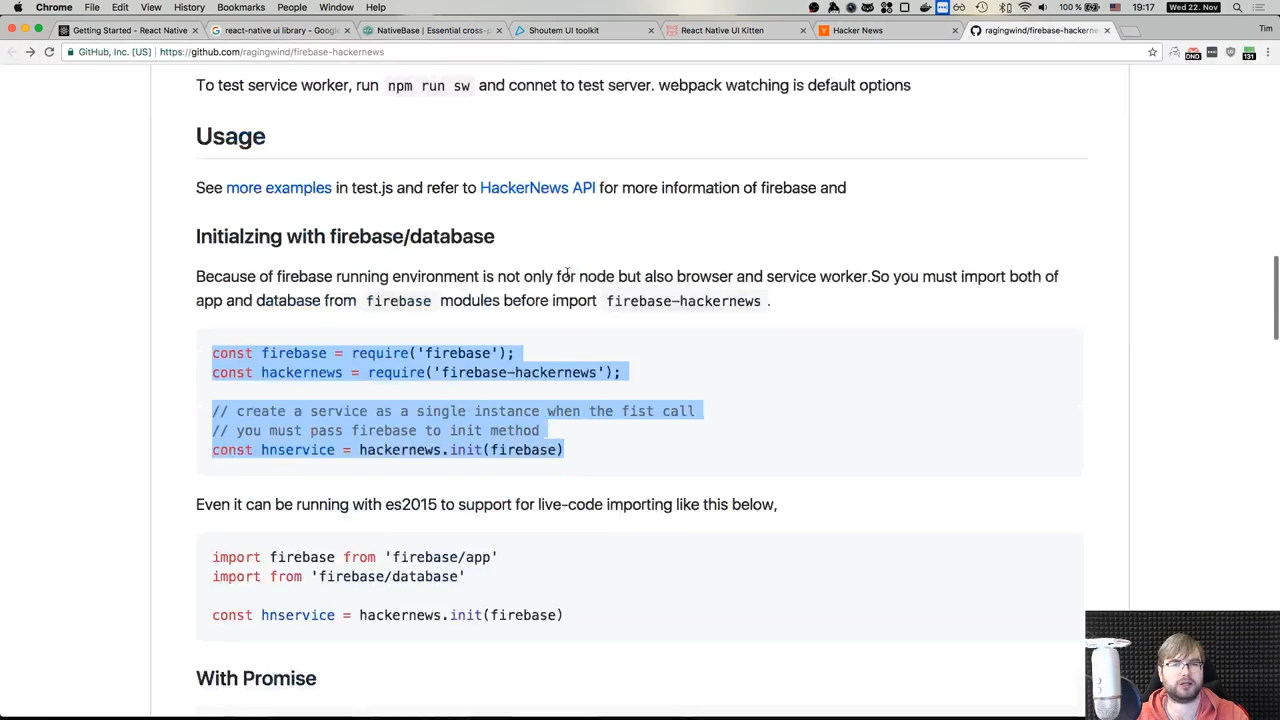 Chrome File Edit View History Bookmarks People Window Help 100 % 19:17 Wed 22. Nov
Getting Started - React Native × react-native ui library - Google × NativeBase | Essential cross-p × Shoutem UI toolkit × React Native UI Kitten × Hacker News × ragingwind/firebase-hackerne × Tim
GitHub, Inc. [US] https://github.com/ragingwind/firebase-hackernews DND 131
To test service worker, run npm run sw and connet to test server. webpack watching is default options
Usage
See more examples in test.js and refer to HackerNews API for more information of firebase and
Initialzing with firebase/database
Because of firebase running environment is not only for node but also browser and service worker.So you must import both of
app and database from firebase modules before import firebase-hackernews .
const firebase = require('firebase');
const hackernews = require('firebase-hackernews');
// create a service as a single instance when the fist call
// you must pass firebase to init method
const hnservice = hackernews.init(firebase)
Even it can be running with es2015 to support for live-code importing like this below,
import firebase from 'firebase/app'
import from 'firebase/database'
const hnservice = hackernews.init(firebase)
With Promise